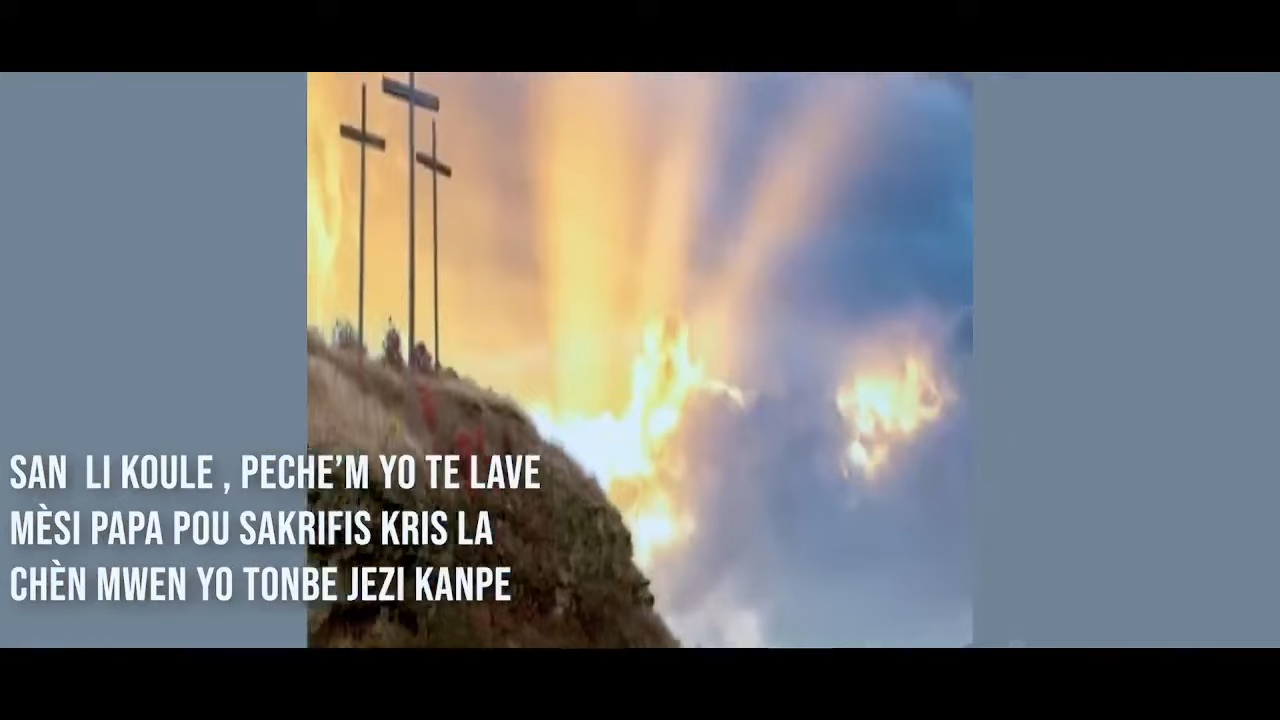 SAN  LI KOULE , PECHE’M YO TE LAVE
MÈSI PAPA POU SAKRIFIS KRIS LA
CHÈN MWEN YO TONBE JEZI KANPE